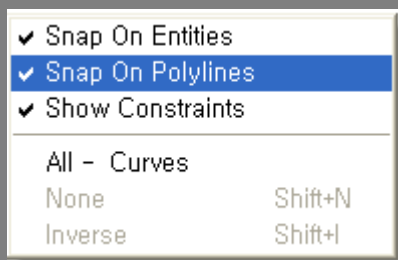 Snap On Entities
Snap On Polylines
Show Constraints
All - Curves
None Shift+N
Inverse Shift+I